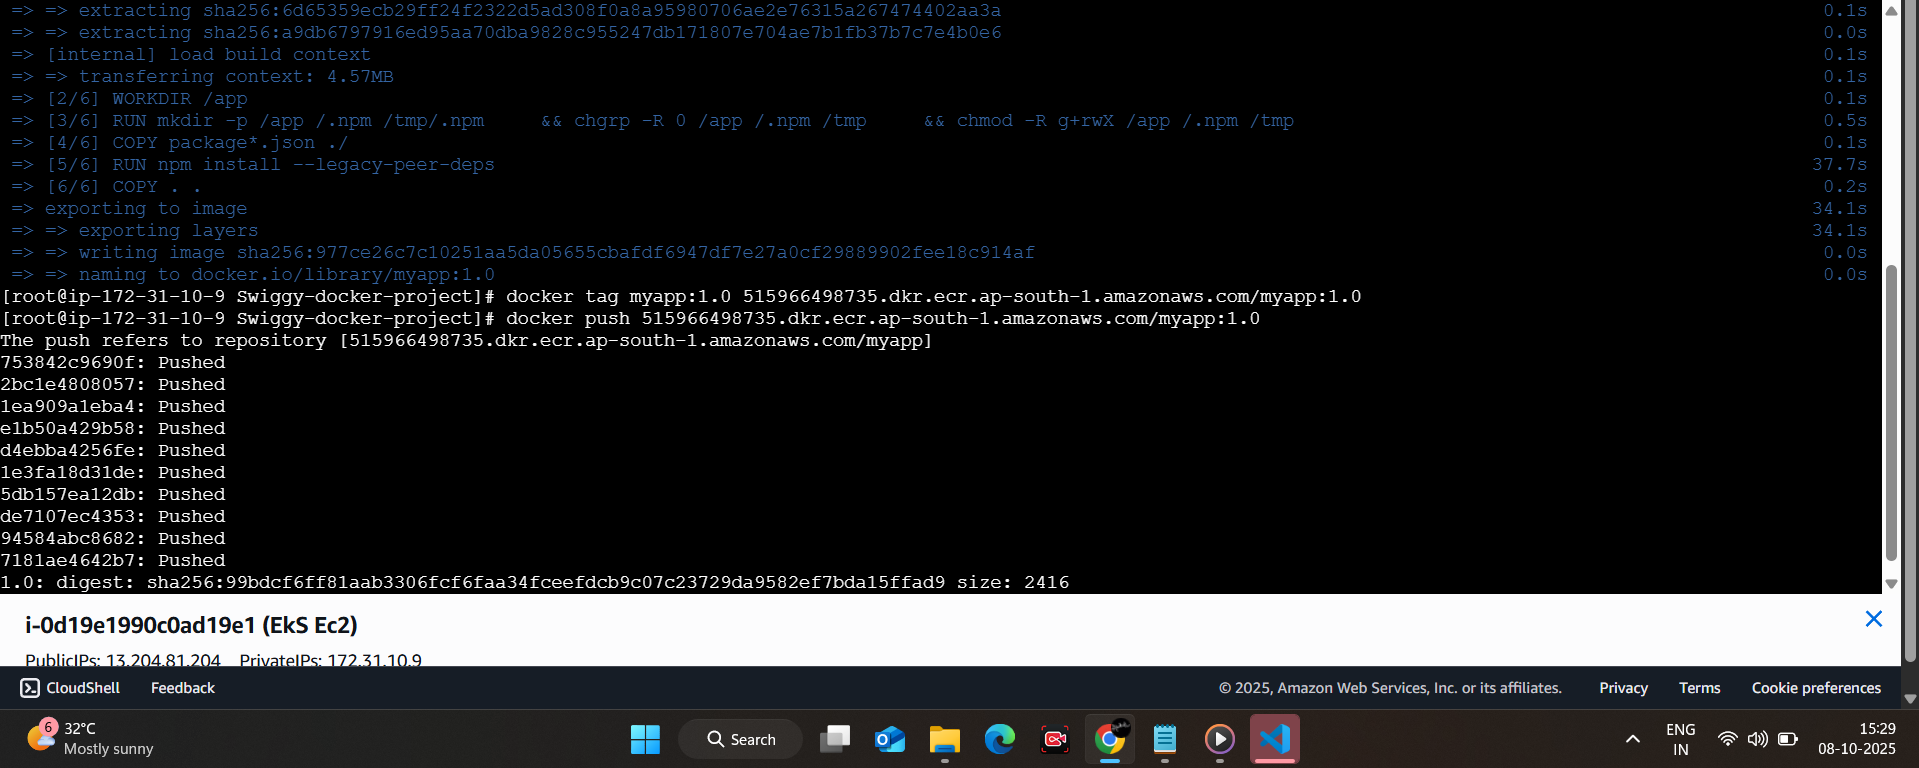 => => extracting sha256:6d65359ecb29ff24f2322d5ad308f0a8a95980706ae2e76315a267474402aa3a 0.1s
=> => extracting sha256:a9db6797916ed95aa70dba9828c955247db171807e704ae7b1fb37b7c7e4b0e6 0.0s
=> [internal] load build context 0.1s
=> => transferring context: 4.57MB 0.1s
=> [2/6] WORKDIR /app 0.1s
=> [3/6] RUN mkdir -p /app /.npm /tmp/.npm     && chgrp -R 0 /app /.npm /tmp     && chmod -R g+rwX /app /.npm /tmp 0.5s
=> [4/6] COPY package*.json ./ 0.1s
=> [5/6] RUN npm install --legacy-peer-deps 37.7s
=> [6/6] COPY . . 0.2s
=> exporting to image 34.1s
=> => exporting layers 34.1s
=> => writing image sha256:977ce26c7c10251aa5da05655cbafdf6947df7e27a0cf29889902fee18c914af 0.0s
=> => naming to docker.io/library/myapp:1.0 0.0s
[root@ip-172-31-10-9 Swiggy-docker-project]# docker tag myapp:1.0 515966498735.dkr.ecr.ap-south-1.amazonaws.com/myapp:1.0
[root@ip-172-31-10-9 Swiggy-docker-project]# docker push 515966498735.dkr.ecr.ap-south-1.amazonaws.com/myapp:1.0
The push refers to repository [515966498735.dkr.ecr.ap-south-1.amazonaws.com/myapp]
753842c9690f: Pushed
2bc1e4808057: Pushed
1ea909a1eba4: Pushed
e1b50a429b58: Pushed
d4ebba4256fe: Pushed
1e3fa18d31de: Pushed
5db157ea12db: Pushed
de7107ec4353: Pushed
94584abc8682: Pushed
7181ae4642b7: Pushed
1.0: digest: sha256:99bdcf6ff81aab3306fcf6faa34fceefdcb9c07c23729da9582ef7bda15ffad9 size: 2416
i-0d19e1990c0ad19e1 (EkS Ec2)
PublicIPs: 13.204.81.204 PrivateIPs: 172.31.10.9
CloudShell Feedback © 2025, Amazon Web Services, Inc. or its affiliates. Privacy Terms Cookie preferences
6
32°C
Mostly sunny
Search
ENG
IN
15:29
08-10-2025